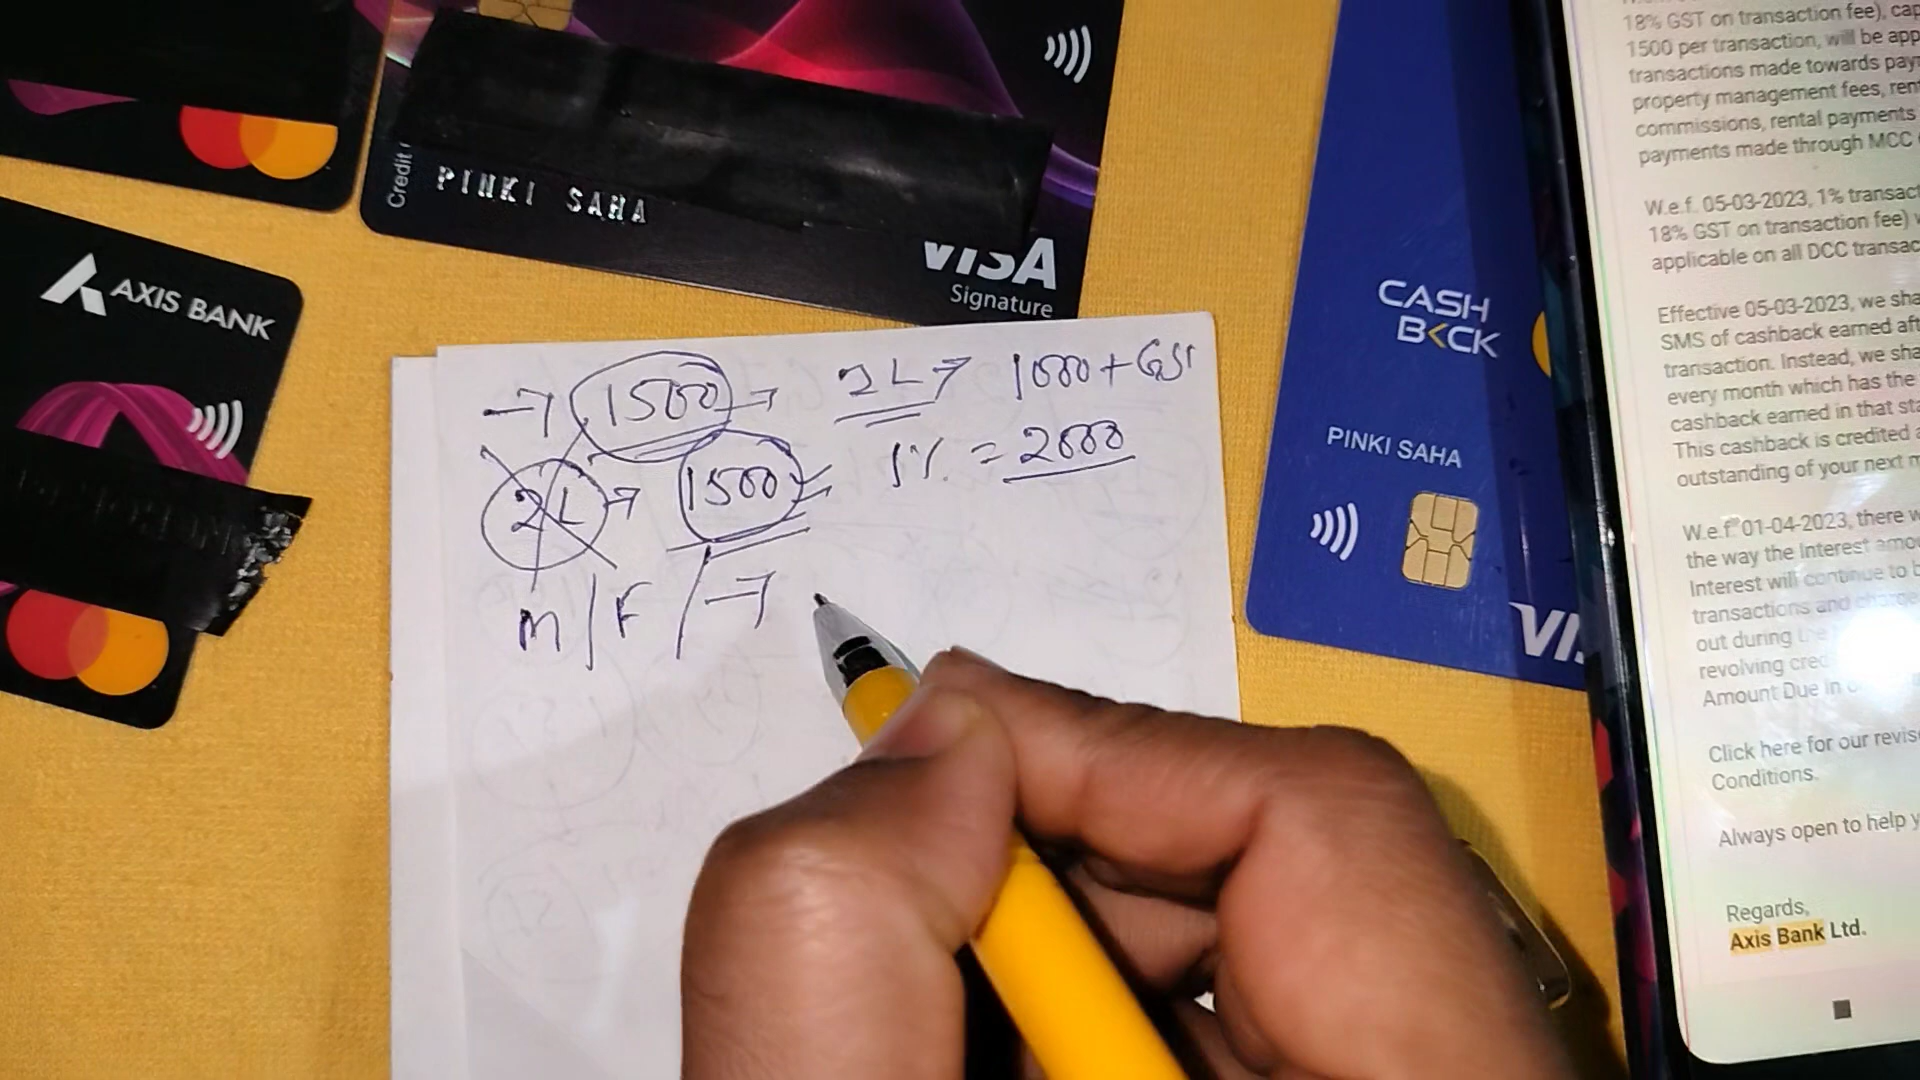 Credit
PINKI SAHA
VISA
Signature
AXIS BANK
→ 1500 → 2L → 1000 + GST
2L → 1500 1% = 2000
M / F / →
CASH
BACK
PINKI SAHA
VI
18% GST on transaction fee), cap
1500 per transaction, will be app
transactions made towards paym
property management fees, ren
commissions, rental payments
payments made through MCC
W.e.f. 05-03-2023, 1% transact
18% GST on transaction fee)
applicable on all DCC transac
Effective 05-03-2023, we sha
SMS of cashback earned aft
transaction. Instead, we sha
every month which has the
cashback earned in that sta
This cashback is credited a
outstanding of your next m
W.e.f. 01-04-2023, there w
the way the Interest amou
Interest will continue to b
transactions and charge
out during the
revolving cred
Amount Due in
Click here for our revise
Conditions.
Always open to help y
Regards,
Axis Bank Ltd.